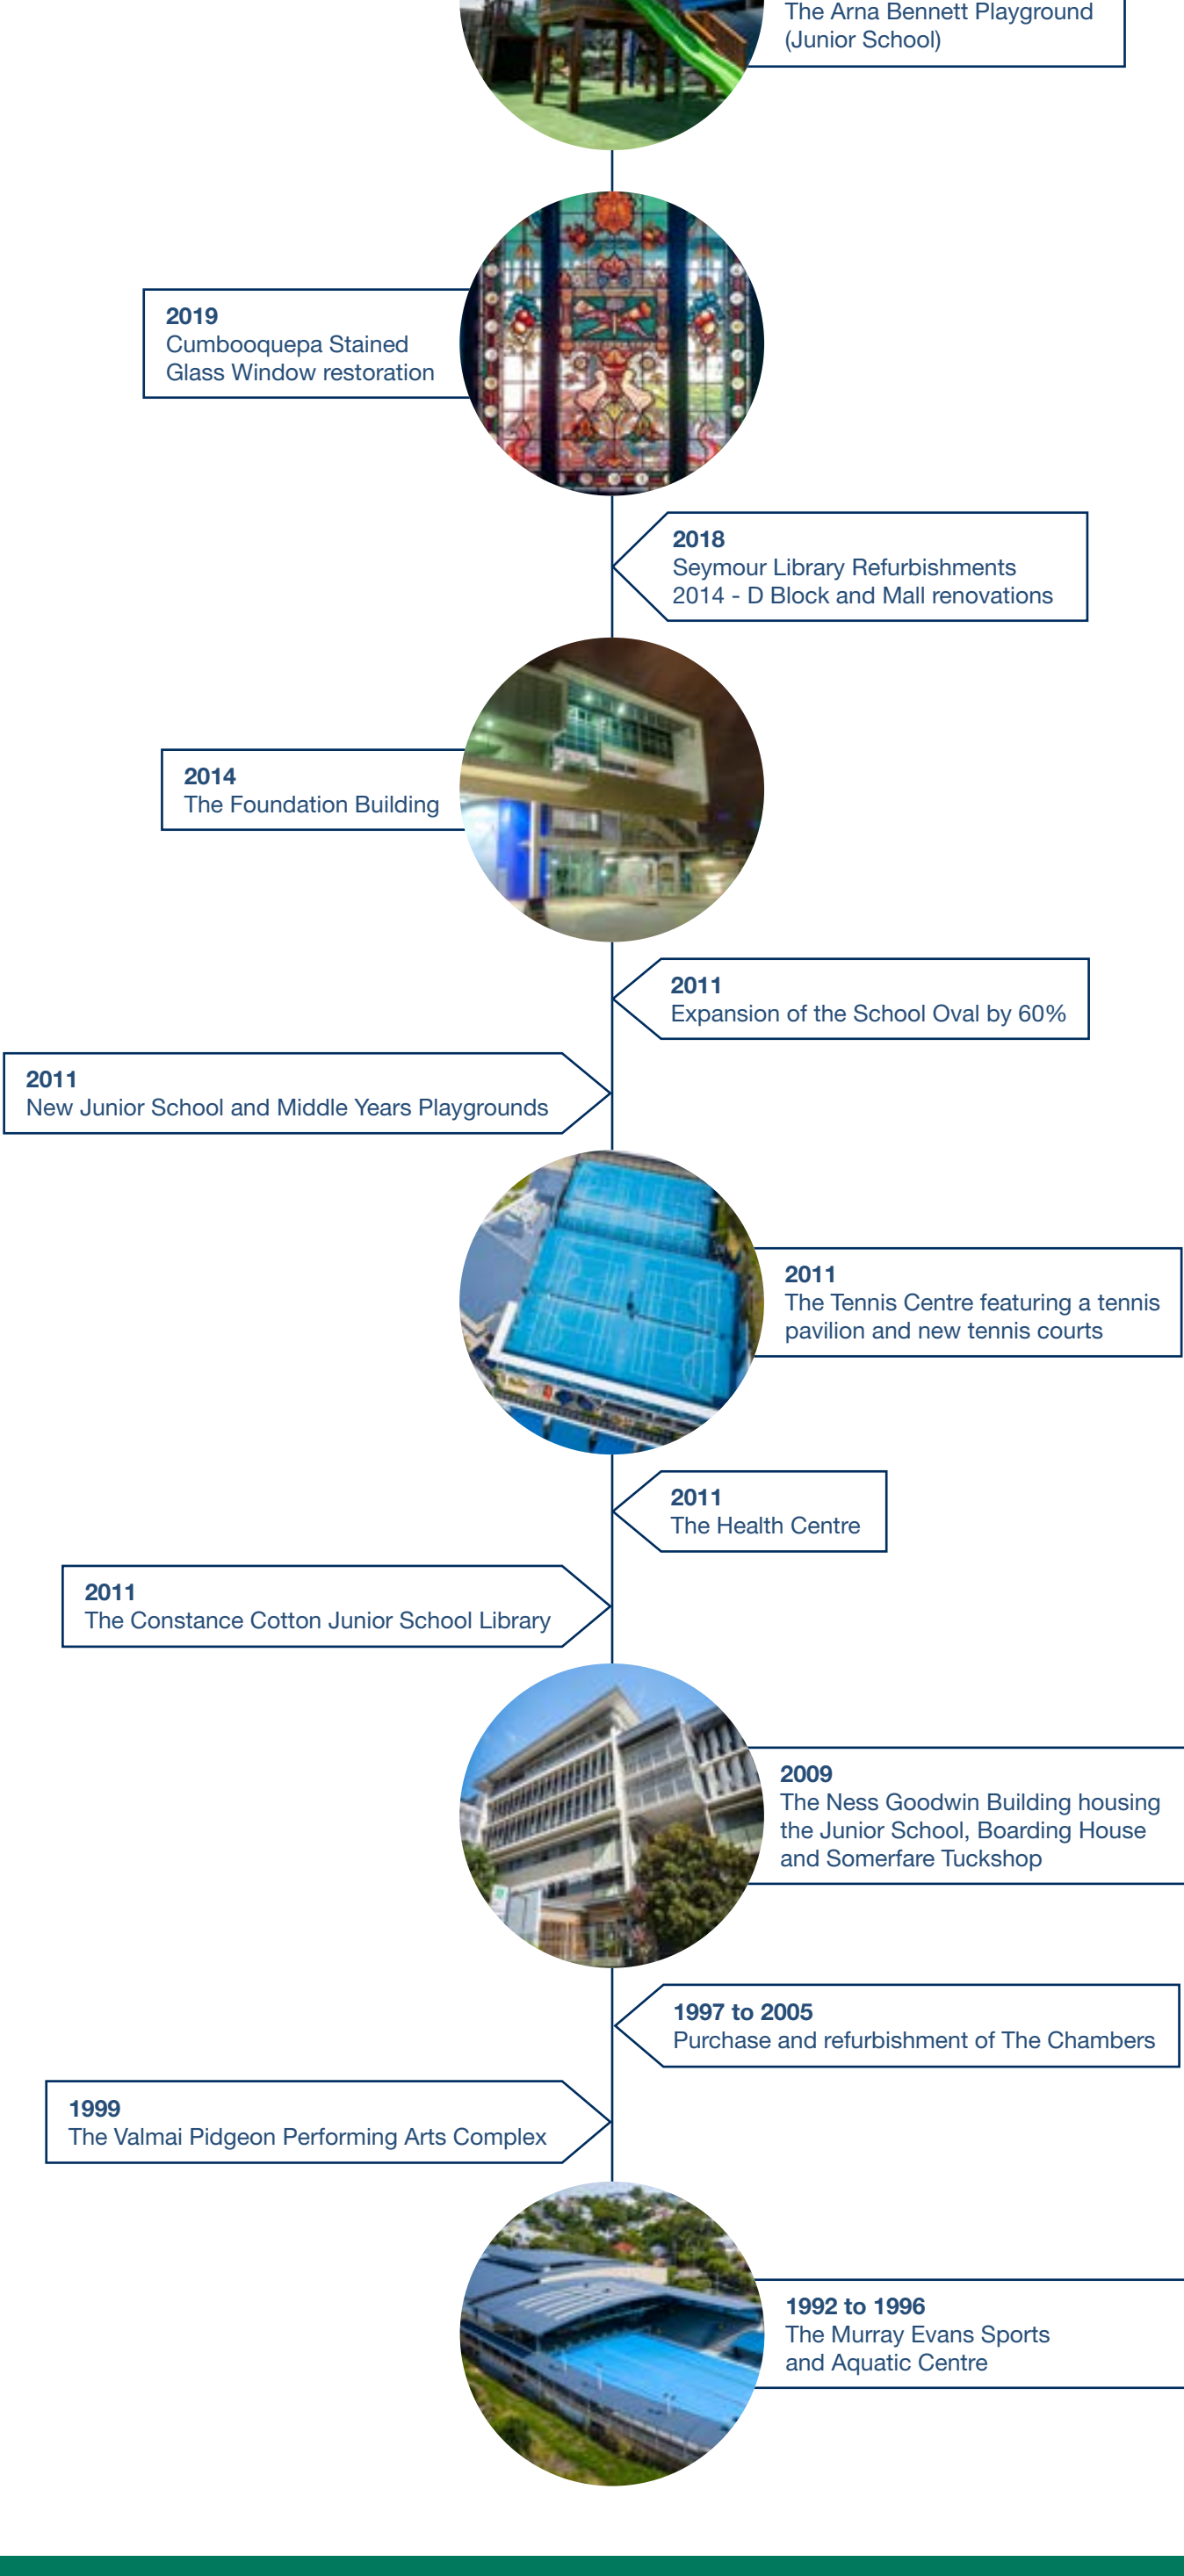 The Arna Bennett Playground
(Junior School)
2019
Cumbooquepa Stained
Glass Window restoration
2018
Seymour Library Refurbishments
2014 - D Block and Mall renovations
2014
The Foundation Building
2011
Expansion of the School Oval by 60%
2011
New Junior School and Middle Years Playgrounds
2011
The Tennis Centre featuring a tennis
pavilion and new tennis courts
2011
The Health Centre
2011
The Constance Cotton Junior School Library
2009
The Ness Goodwin Building housing
the Junior School, Boarding House
and Somerfare Tuckshop
1997 to 2005
Purchase and refurbishment of The Chambers
1999
The Valmai Pidgeon Performing Arts Complex
1992 to 1996
The Murray Evans Sports
and Aquatic Centre